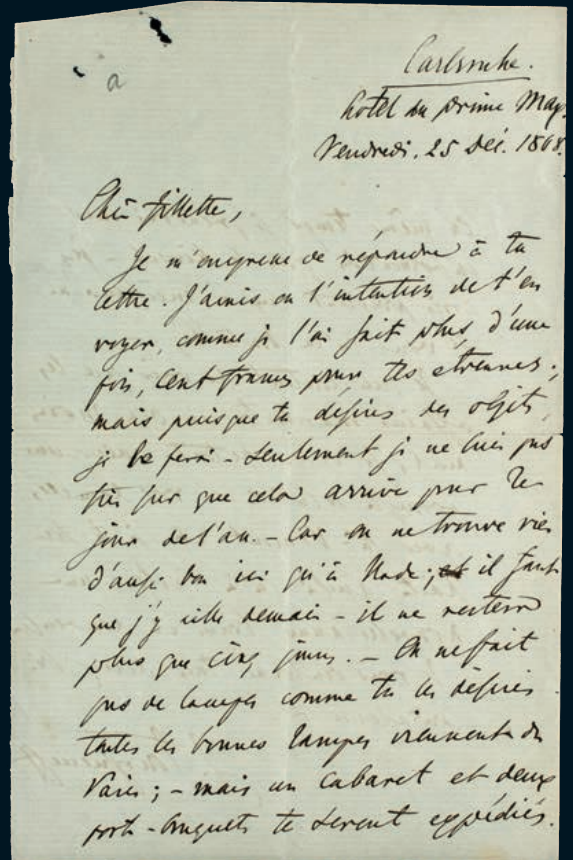 a
Carlsruhe.
hôtel du Prince Max.
Vendredi. 25 Déc. 1868.
Chère fillette,
Je m'empresse de répondre à ta
lettre. J'avais eu l'intention de t'en
voyer, comme je l'ai fait plus d'une
fois, cent francs pour tes étrennes;
mais puisque tu désires des objets,
je le ferai - Seulement je ne suis pas
très sur que cela arrive pour le
jour de l'an. - Car on ne trouve rien
d'aussi bon ici qu'à Bade; et il faut
que j'y aille demain - il ne restera
plus que cinq jours. - On ne fait
pas de lampes comme tu les désires
toutes les bonnes lampes viennent de
Paris; - mais un cabaret et deux
porte-bouquets te seront expédiés.